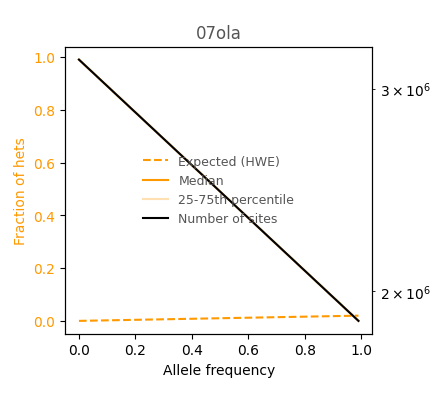 07ola
1.0
0.8
0.6
0.4
0.2
0.0
Fraction of hets
Expected (HWE)
Median
25-75th percentile
Number of sites
3 × 10⁶
2 × 10⁶
0.0 0.2 0.4 0.6 0.8 1.0
Allele frequency